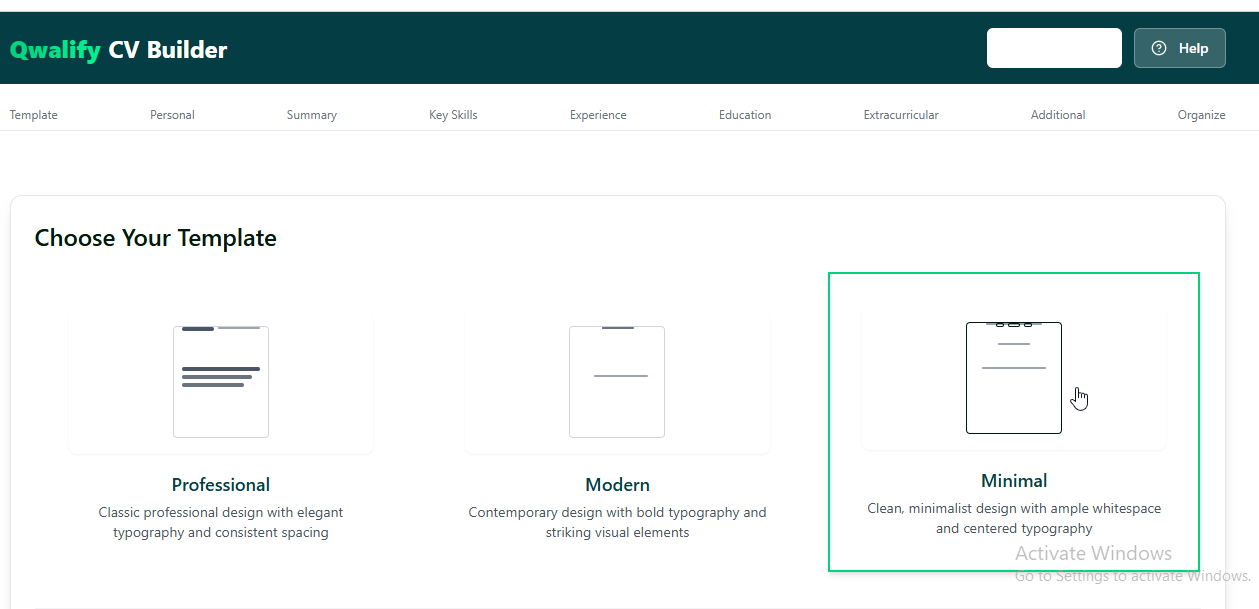 Qwalify CV Builder
Help
Template Personal Summary Key Skills Experience Education Extracurricular Additional Organize
Choose Your Template
Professional
Classic professional design with elegant
typography and consistent spacing
Modern
Contemporary design with bold typography and
striking visual elements
Minimal
Clean, minimalist design with ample whitespace
and centered typography
Activate Windows
Go to Settings to activate Windows.